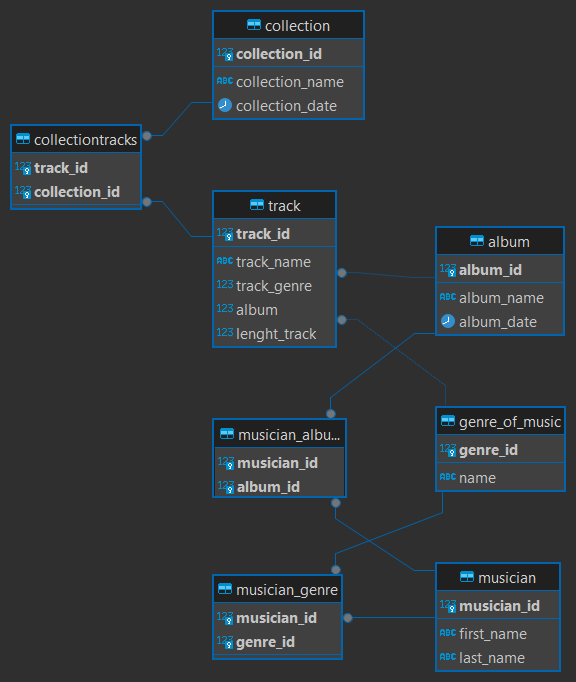 collection
collection_id
collection_name
collection_date
collectiontracks
track_id
collection_id
track
track_id
track_name
track_genre
album
lenght_track
album
album_id
album_name
album_date
musician_albu...
musician_id
album_id
genre_of_music
genre_id
name
musician_genre
musician_id
genre_id
musician
musician_id
first_name
last_name